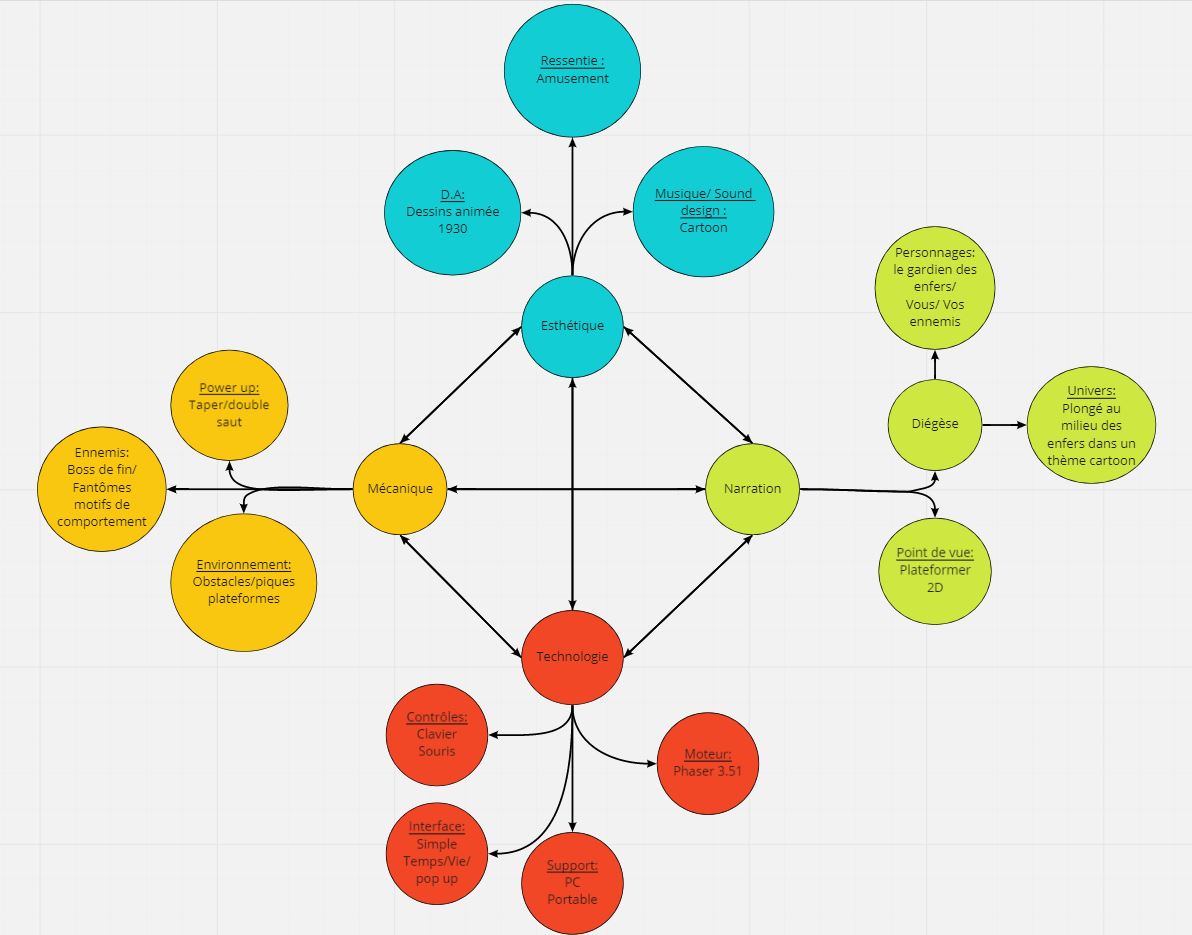 Ressentie :
Amusement
D.A:
Dessins animée
1930
Musique/ Sound
design :
Cartoon
Esthétique
Personnages:
le gardien des
enfers/
Vous/ Vos
ennemis
Diégèse
Univers:
Plongé au
milieu des
enfers dans un
thème cartoon
Power up:
Taper/double
saut
Ennemis:
Boss de fin/
Fantômes
motifs de
comportement
Mécanique
Narration
Environnement:
Obstacles/piques
plateformes
Point de vue:
Plateformer
2D
Technologie
Contrôles:
Clavier
Souris
Moteur:
Phaser 3.51
Interface:
Simple
Temps/Vie/
pop up
Support:
PC
Portable